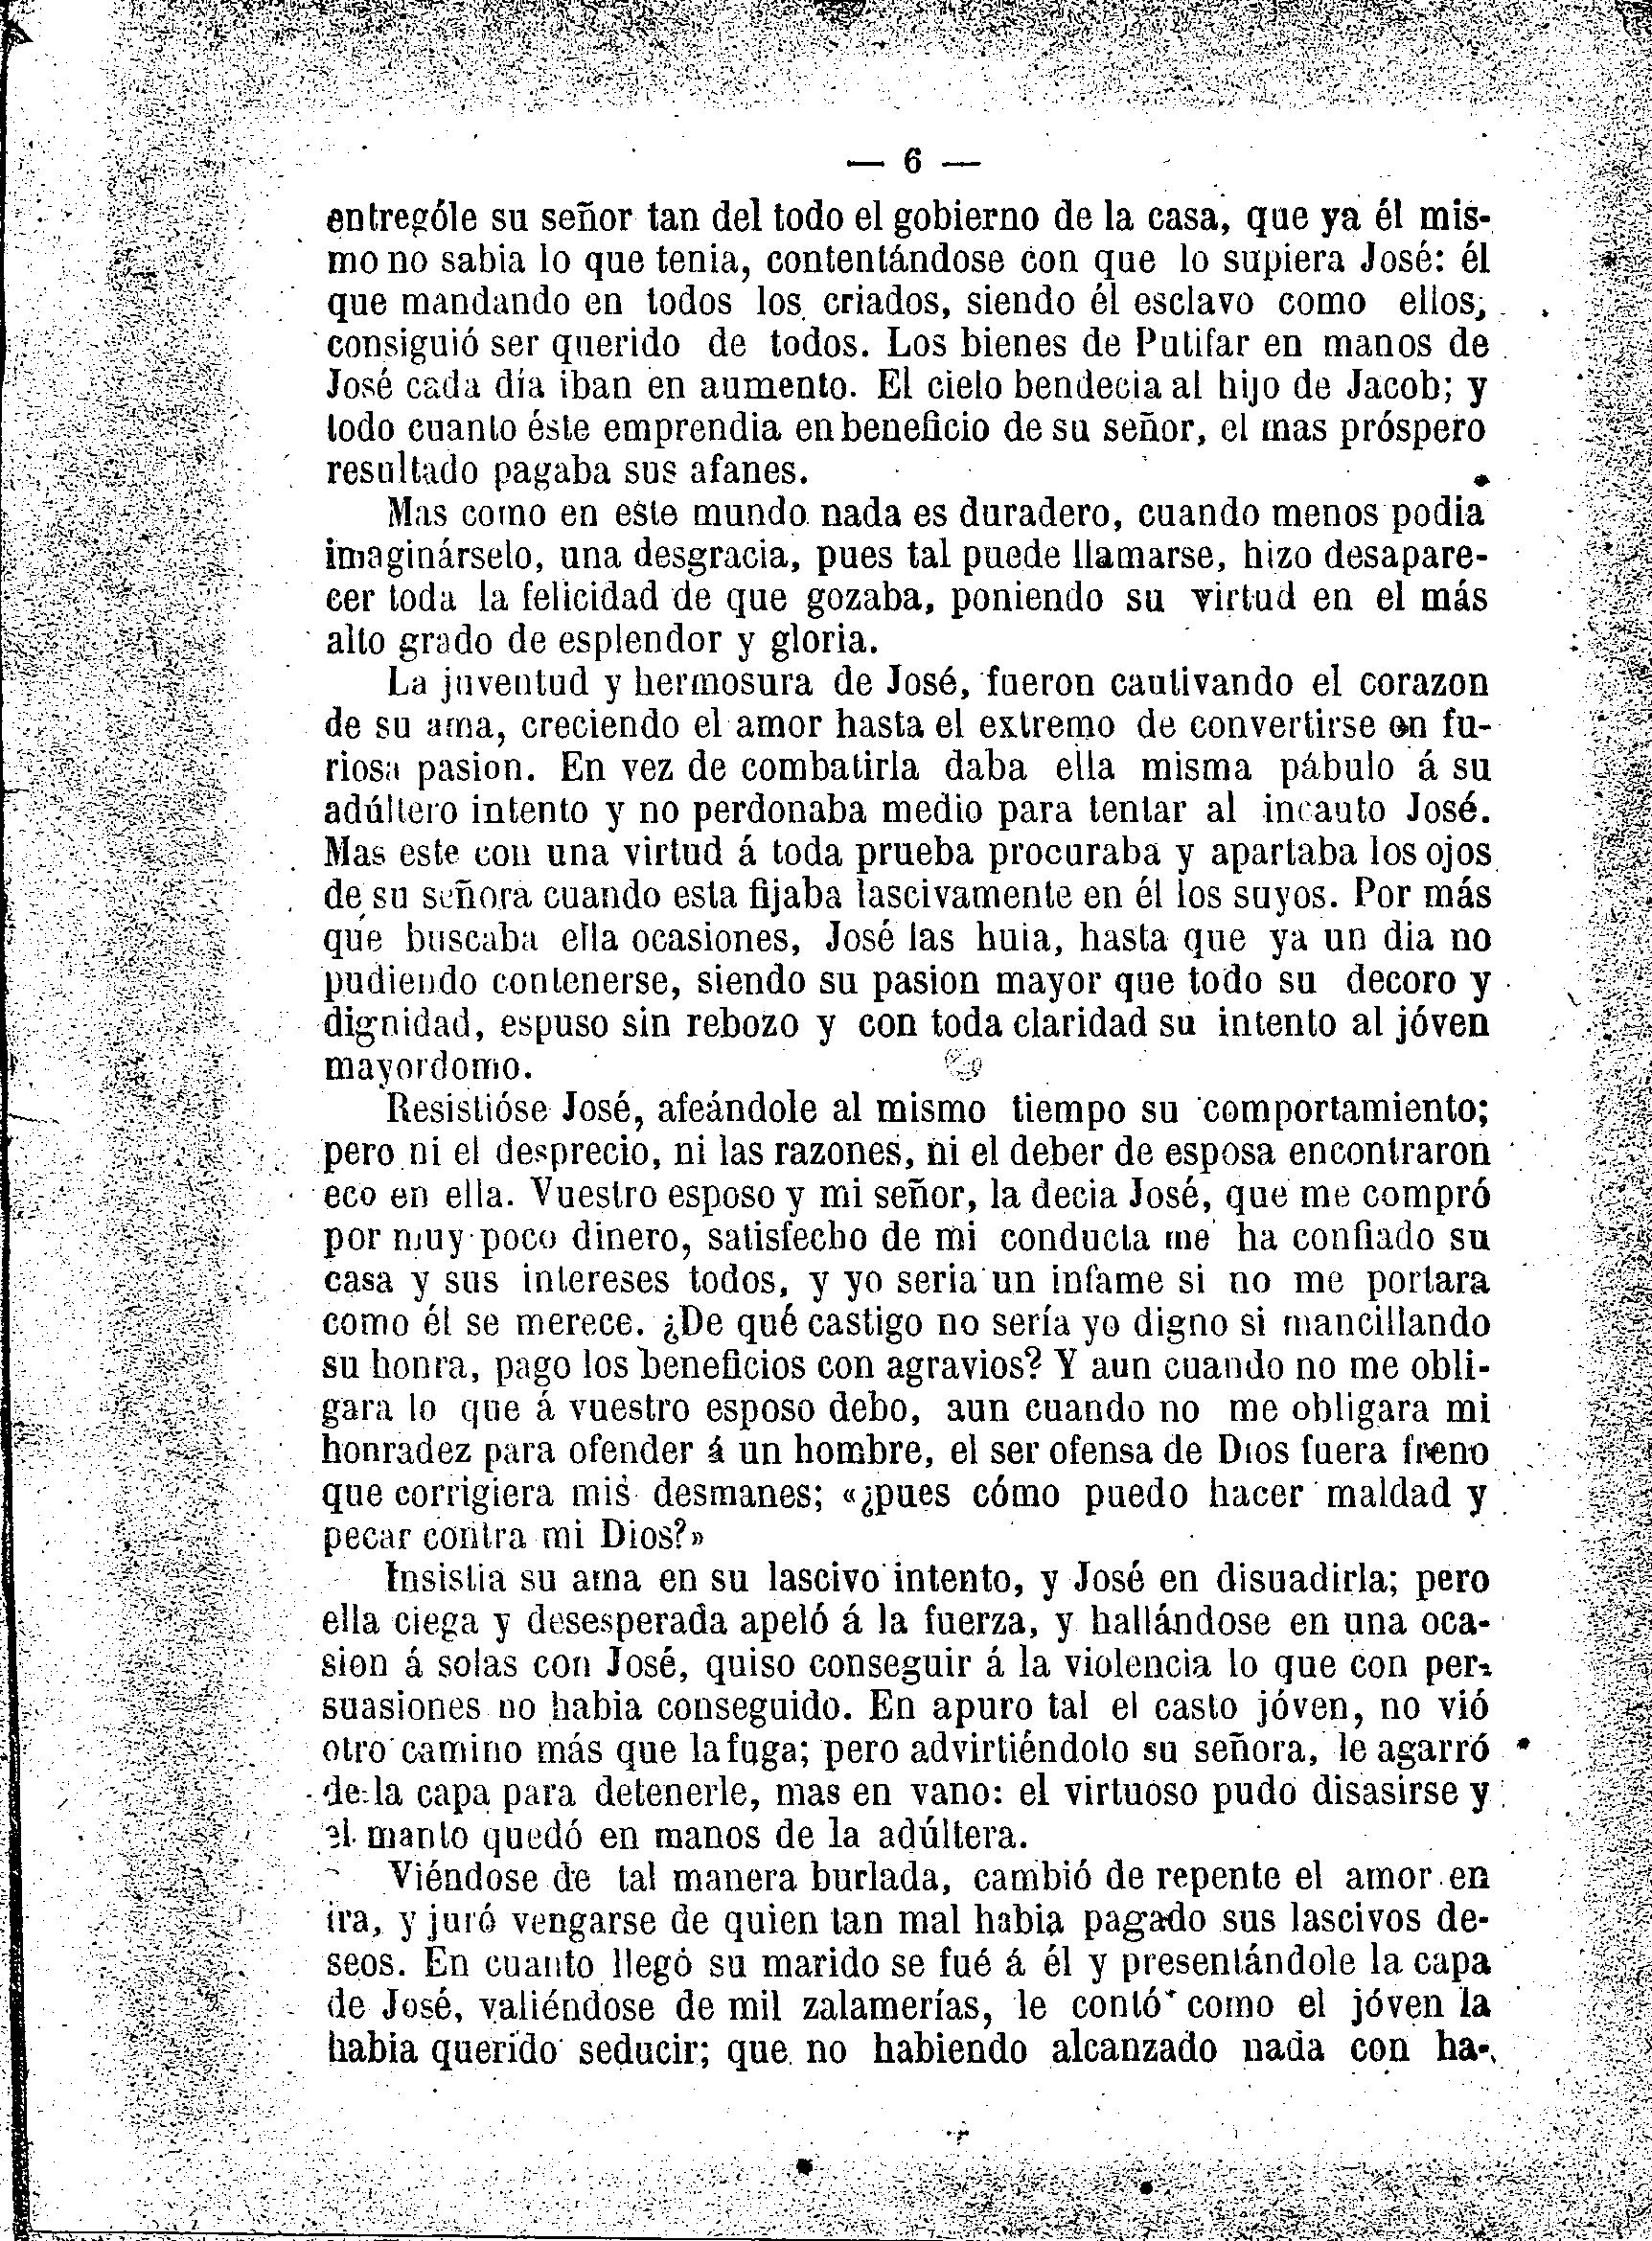 — 6 —
entrególe su señor tan del todo el gobierno de la casa, que ya él mis-
mo no sabia lo que tenia, contentándose con que lo supiera José: él
que mandando en todos los criados, siendo él esclavo como ellos,
consiguió ser querido de todos. Los bienes de Putifar en manos de
José cada día iban en aumento. El cielo bendecia al hijo de Jacob; y
todo cuanto éste emprendia en beneficio de su señor, el mas próspero
resultado pagaba sus afanes.
Mas como en este mundo nada es duradero, cuando menos podia
imaginárselo, una desgracia, pues tal puede llamarse, hizo desapare-
cer toda la felicidad de que gozaba, poniendo su virtud en el más
alto grado de esplendor y gloria.
La juventud y hermosura de José, fueron cautivando el corazon
de su ama, creciendo el amor hasta el extremo de convertirse en fu-
riosa pasion. En vez de combatirla daba ella misma pábulo á su
adúltero intento y no perdonaba medio para tentar al incauto José.
Mas este con una virtud á toda prueba procuraba y apartaba los ojos
de su señora cuando esta fijaba lascivamente en él los suyos. Por más
que buscaba ella ocasiones, José las huia, hasta que ya un dia no
pudiendo contenerse, siendo su pasion mayor que todo su decoro y
dignidad, espuso sin rebozo y con toda claridad su intento al jóven
mayordomo.
Resistióse José, afeándole al mismo tiempo su comportamiento;
pero ni el desprecio, ni las razones, ni el deber de esposa encontraron
eco en ella. Vuestro esposo y mi señor, la decia José, que me compró
por muy poco dinero, satisfecho de mi conducta me ha confiado su
casa y sus intereses todos, y yo seria un infame si no me portara
como él se merece. ¿De qué castigo no sería yo digno si mancillando
su honra, pago los beneficios con agravios? Y aun cuando no me obli-
gara lo que á vuestro esposo debo, aun cuando no me obligara mi
honradez para ofender á un hombre, el ser ofensa de Dios fuera freno
que corrigiera mis desmanes; «¿pues cómo puedo hacer maldad y
pecar contra mi Dios?»
Insistia su ama en su lascivo intento, y José en disuadirla; pero
ella ciega y desesperada apeló á la fuerza, y hallándose en una oca-
sion á solas con José, quiso conseguir á la violencia lo que con per-
suasiones no habia conseguido. En apuro tal el casto jóven, no vió
otro camino más que la fuga; pero advirtiéndolo su señora, le agarró
de la capa para detenerle, mas en vano: el virtuoso pudo disasirse y
el manto quedó en manos de la adúltera.
Viéndose de tal manera burlada, cambió de repente el amor en
ira, y juró vengarse de quien tan mal habia pagado sus lascivos de-
seos. En cuanto llegó su marido se fué á él y presentándole la capa
de José, valiéndose de mil zalamerías, le contó como el jóven la
habia querido seducir; que no habiendo alcanzado nada con ha-